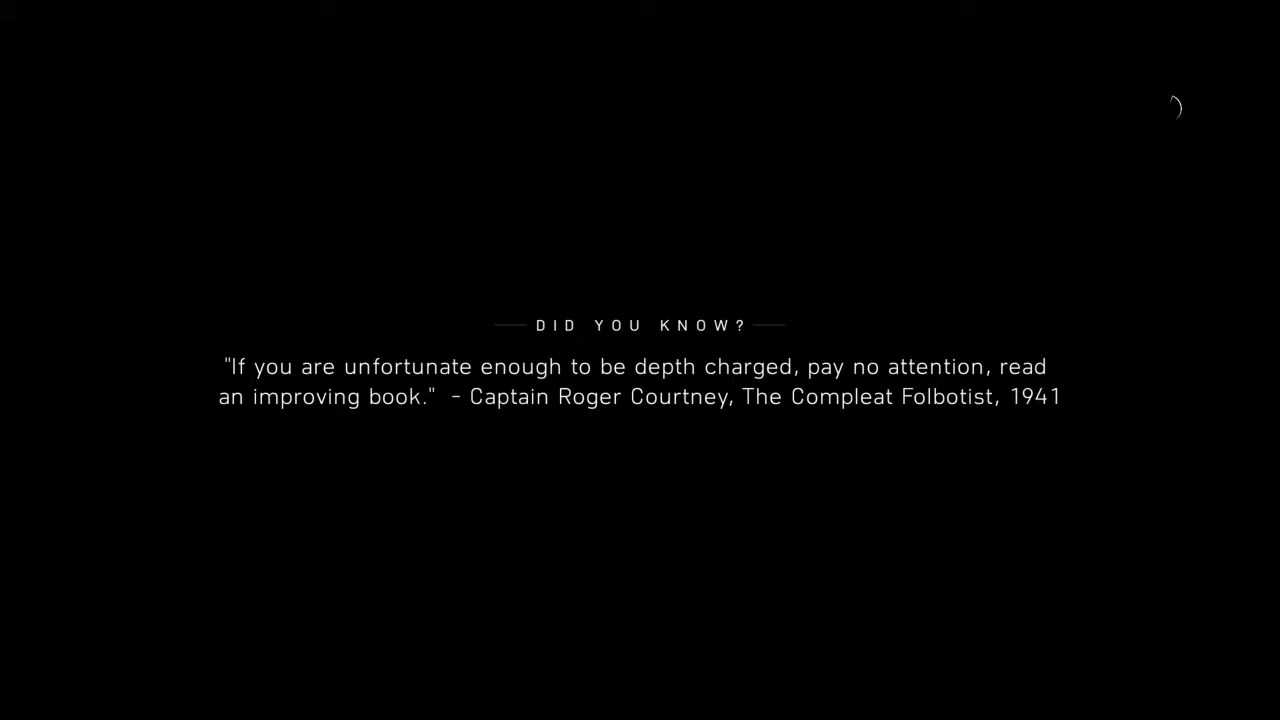 DID YOU KNOW?
"If you are unfortunate enough to be depth charged, pay no attention, read
an improving book."  - Captain Roger Courtney, The Compleat Folbotist, 1941